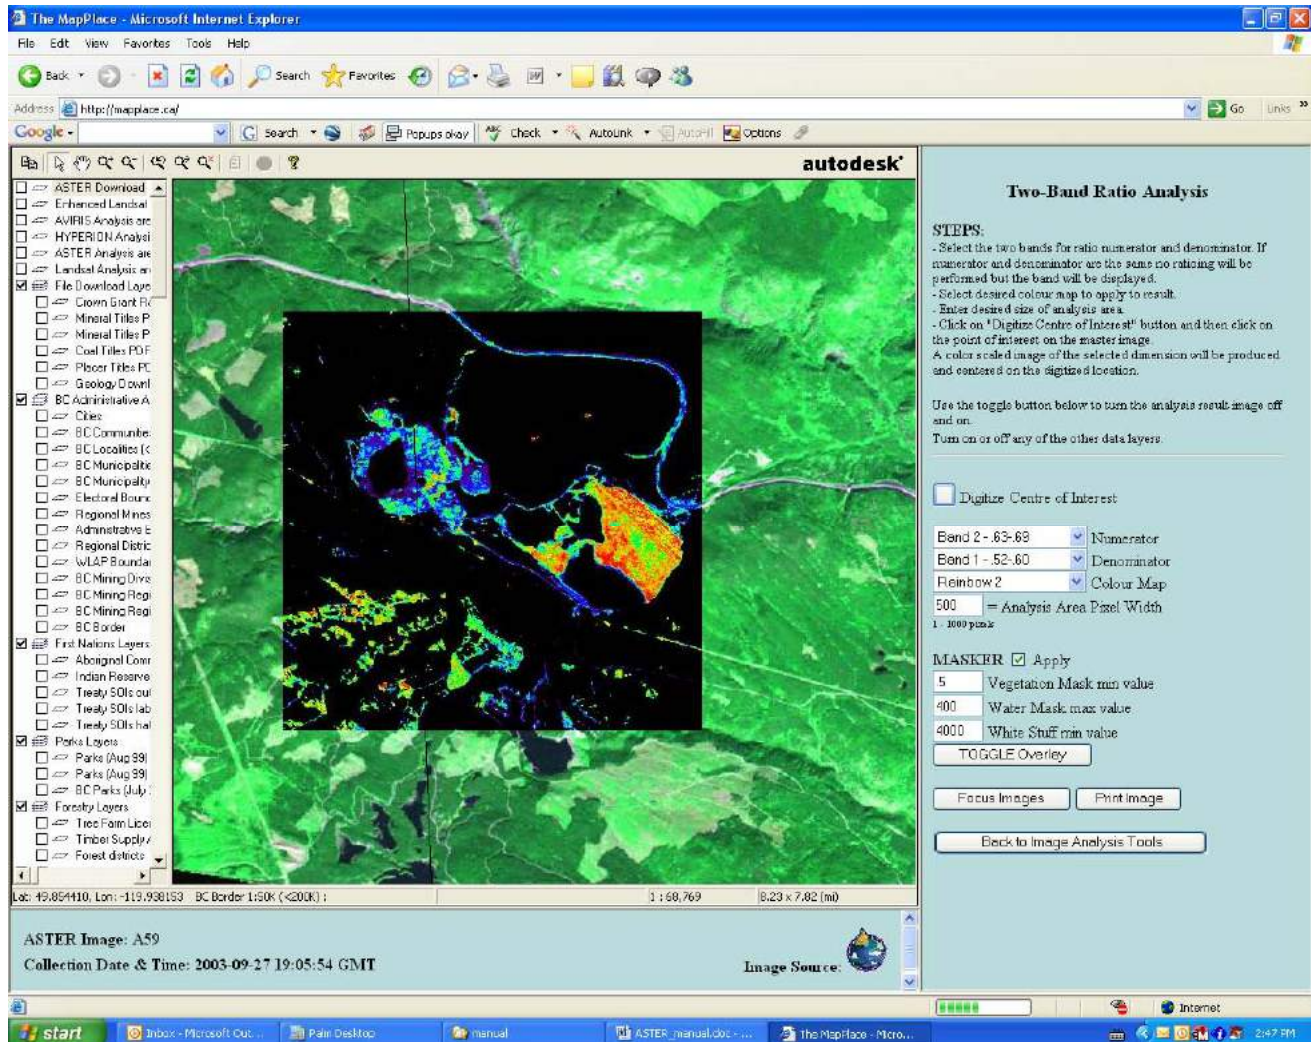 The MapPlace - Microsoft Internet Explorer
File Edit View Favorites Tools Help
Back Search Favorites
Address http://mapplace.ca/ Go Links
Google Search Popups okay Check AutoLink AutoFill Options
autodesk
ASTER Download
Enhanced Landsat
AVIRIS Analysis are
HYPERION Analysi
ASTER Analysis are
Landsat Analysis are
File Download Laye
Crown Grant
Mineral Titles P
Mineral Titles P
Coal Titles PDF
Placer Titles PD
Geology Downl
BC Administrative A
Cities
BC Communitie
BC Localities (<
BC Municipalitie
BC Municipality
Electoral Bound
Regional Mines
Administrative E
Regional Distric
WLAP Boundar
BC Mining Divis
BC Mining Regi
BC Mining Regi
BC Border
First Nations Layers
Aboriginal Comm
Indian Reserve
Treaty SOIs out
Treaty SOIs lab
Treaty SOIs hat
Parks Layers
Parks (Aug 99)
Parks (Aug 99)
BC Parks (July
Forestry Layers
Tree Farm Licen
Timber Supply A
Forest districts
Lat: 49.854410, Lon: -119.938153 BC Border 1:50K (<200K) : 1 : 68,769 8.23 x 7.82 (mi)
ASTER Image: A59
Collection Date & Time: 2003-09-27 19:05:54 GMT
Image Source:
Two-Band Ratio Analysis
STEPS:
- Select the two bands for ratio numerator and denominator. If
numerator and denominator are the same no ratioing will be
performed but the band will be displayed.
- Select desired colour map to apply to result.
- Enter desired size of analysis area.
- Click on "Digitize Centre of Interest" button and then click on
the point of interest on the master image.
A color scaled image of the selected dimension will be produced
and centered on the digitized location.
Use the toggle button below to turn the analysis result image off
and on.
Turn on or off any of the other data layers.
Digitize Centre of Interest
Band 2 - .63-.69 Numerator
Band 1 - .52-.60 Denominator
Rainbow 2 Colour Map
500 = Analysis Area Pixel Width
1 - 1000 pixels
MASKER Apply
5 Vegetation Mask min value
400 Water Mask max value
4000 White Stuff min value
TOGGLE Overlay
Focus Images Print Image
Back to Image Analysis Tools
Internet
start Inbox - Microsoft Out... Palm Desktop manual ASTER_manual.doc - ... The MapPlace - Micro... 2:47 PM